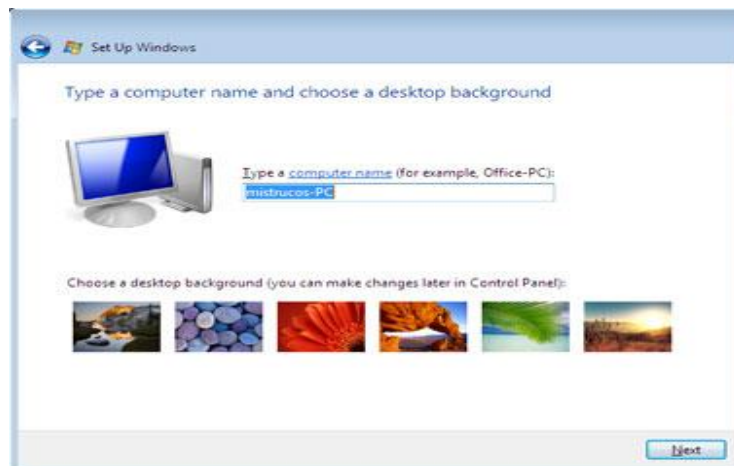 Set Up Windows
Type a computer name and choose a desktop background
Type a computer name (for example, Office-PC):
mistrucos-PC
Choose a desktop background (you can make changes later in Control Panel):
Next